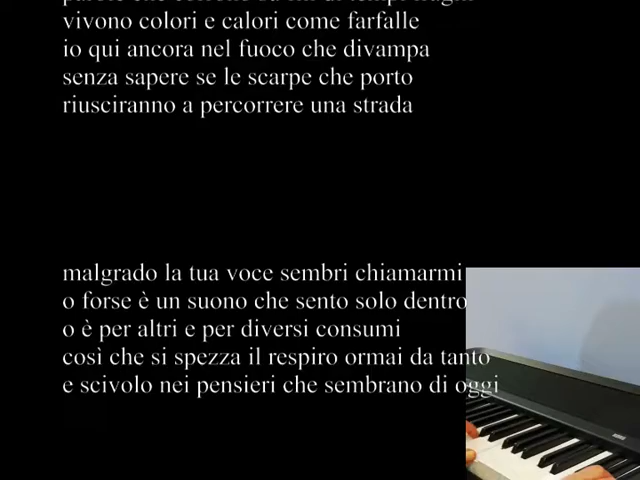 vivono colori e calori come farfalle
io qui ancora nel fuoco che divampa
senza sapere se le scarpe che porto
riusciranno a percorrere una strada
malgrado la tua voce sembri chiamarmi
o forse è un suono che sento solo dentro
o è per altri e per diversi consumi
così che si spezza il respiro ormai da tanto
e scivolo nei pensieri che sembrano di oggi